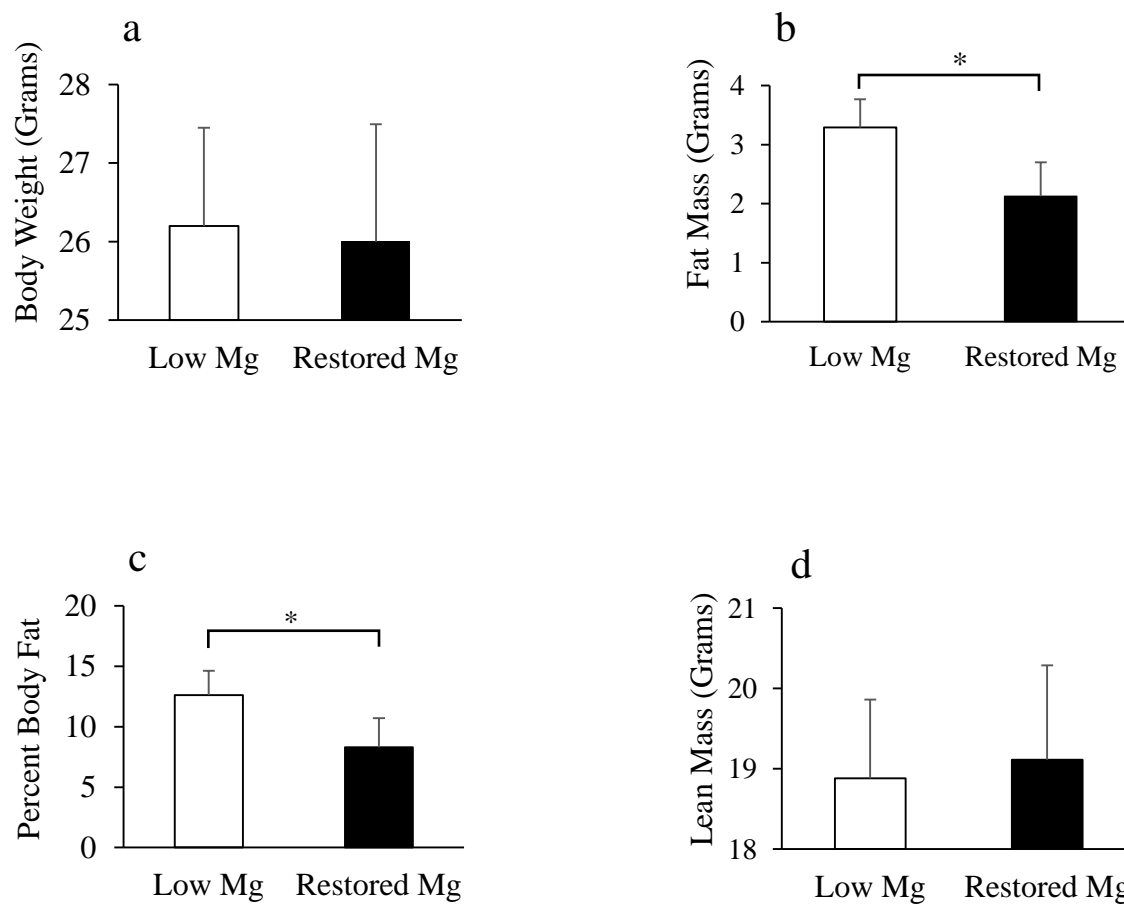 a
Body Weight (Grams)
28
27
26
25
Low Mg Restored Mg
b
Fat Mass (Grams)
*
4
3
2
1
0
Low Mg Restored Mg
c
Percent Body Fat
20
*
15
10
5
0
Low Mg Restored Mg
d
Lean Mass (Grams)
21
20
19
18
Low Mg Restored Mg